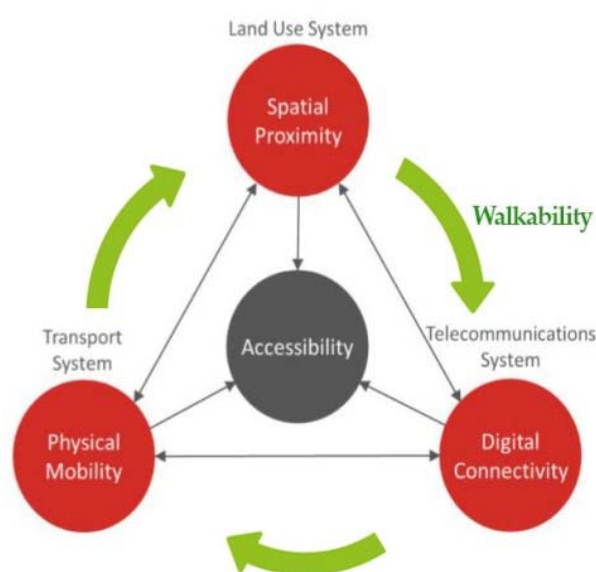 Land Use System
Spatial
Proximity
Walkability
Accessibility
Transport
System
Telecommunications
System
Physical
Mobility
Digital
Connectivity